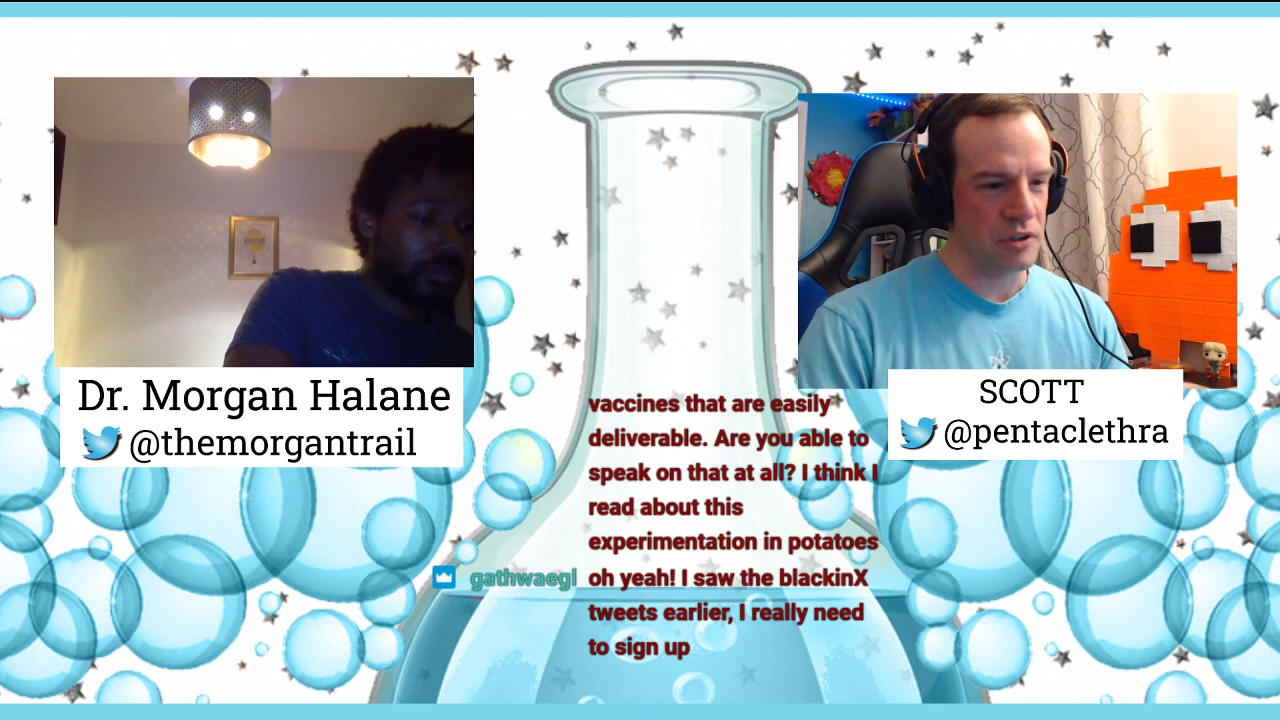 Dr. Morgan Halane
@themorgantrail
SCOTT
@pentaclethra
vaccines that are easily
deliverable. Are you able to
speak on that at all? I think I
read about this
experimentation in potatoes
gathwaegl oh yeah! I saw the blackinX
tweets earlier, I really need
to sign up